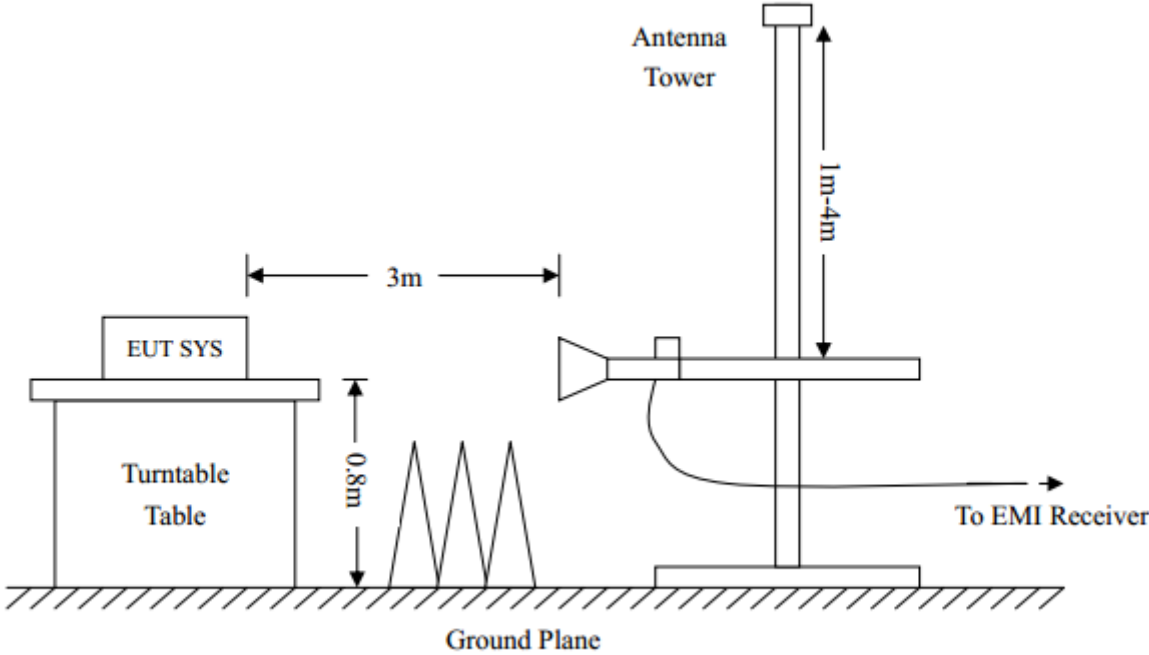 Antenna
Tower
1m-4m
3m
EUT SYS
0.8m
Turntable
Table
To EMI Receiver
Ground Plane